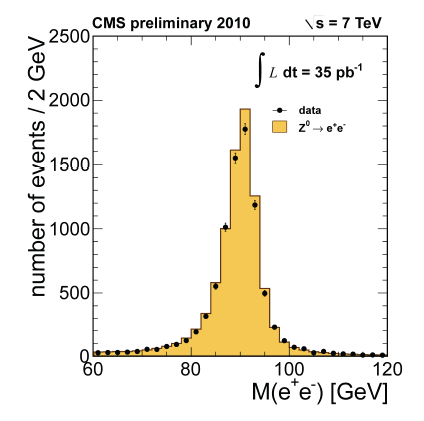 CMS preliminary 2010
√s = 7 TeV
2500
∫ L dt = 35 pb⁻¹
2000
data
Z⁰ → e⁺e⁻
1500
1000
500
0
number of events / 2 GeV
60 80 100 120
M(e⁺e⁻) [GeV]